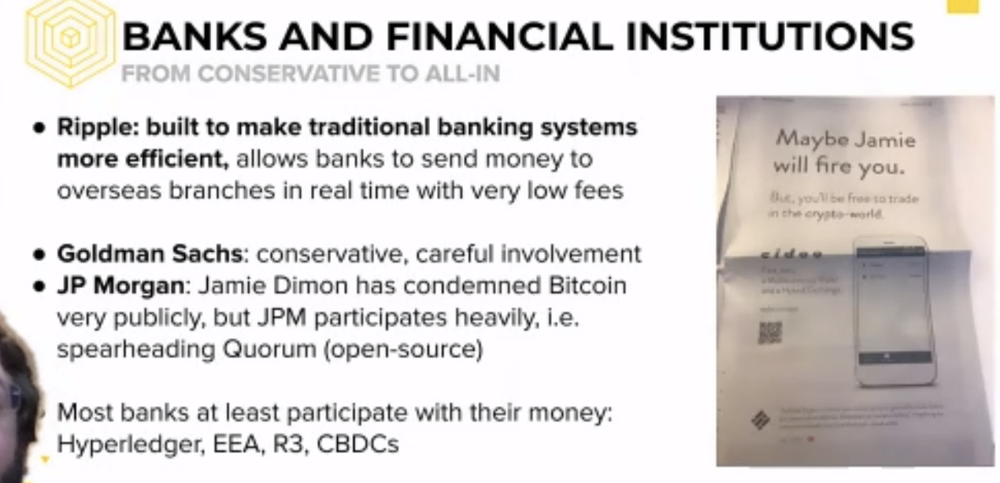 BANKS AND FINANCIAL INSTITUTIONS
FROM CONSERVATIVE TO ALL-IN
● Ripple: built to make traditional banking systems
more efficient, allows banks to send money to
overseas branches in real time with very low fees
● Goldman Sachs: conservative, careful involvement
● JP Morgan: Jamie Dimon has condemned Bitcoin
very publicly, but JPM participates heavily, i.e.
spearheading Quorum (open-source)
Most banks at least participate with their money:
Hyperledger, EEA, R3, CBDCs
Maybe Jamie
will fire you.
But, you'll be free to trade
in the crypto-world.
and a Hybrid Exchange